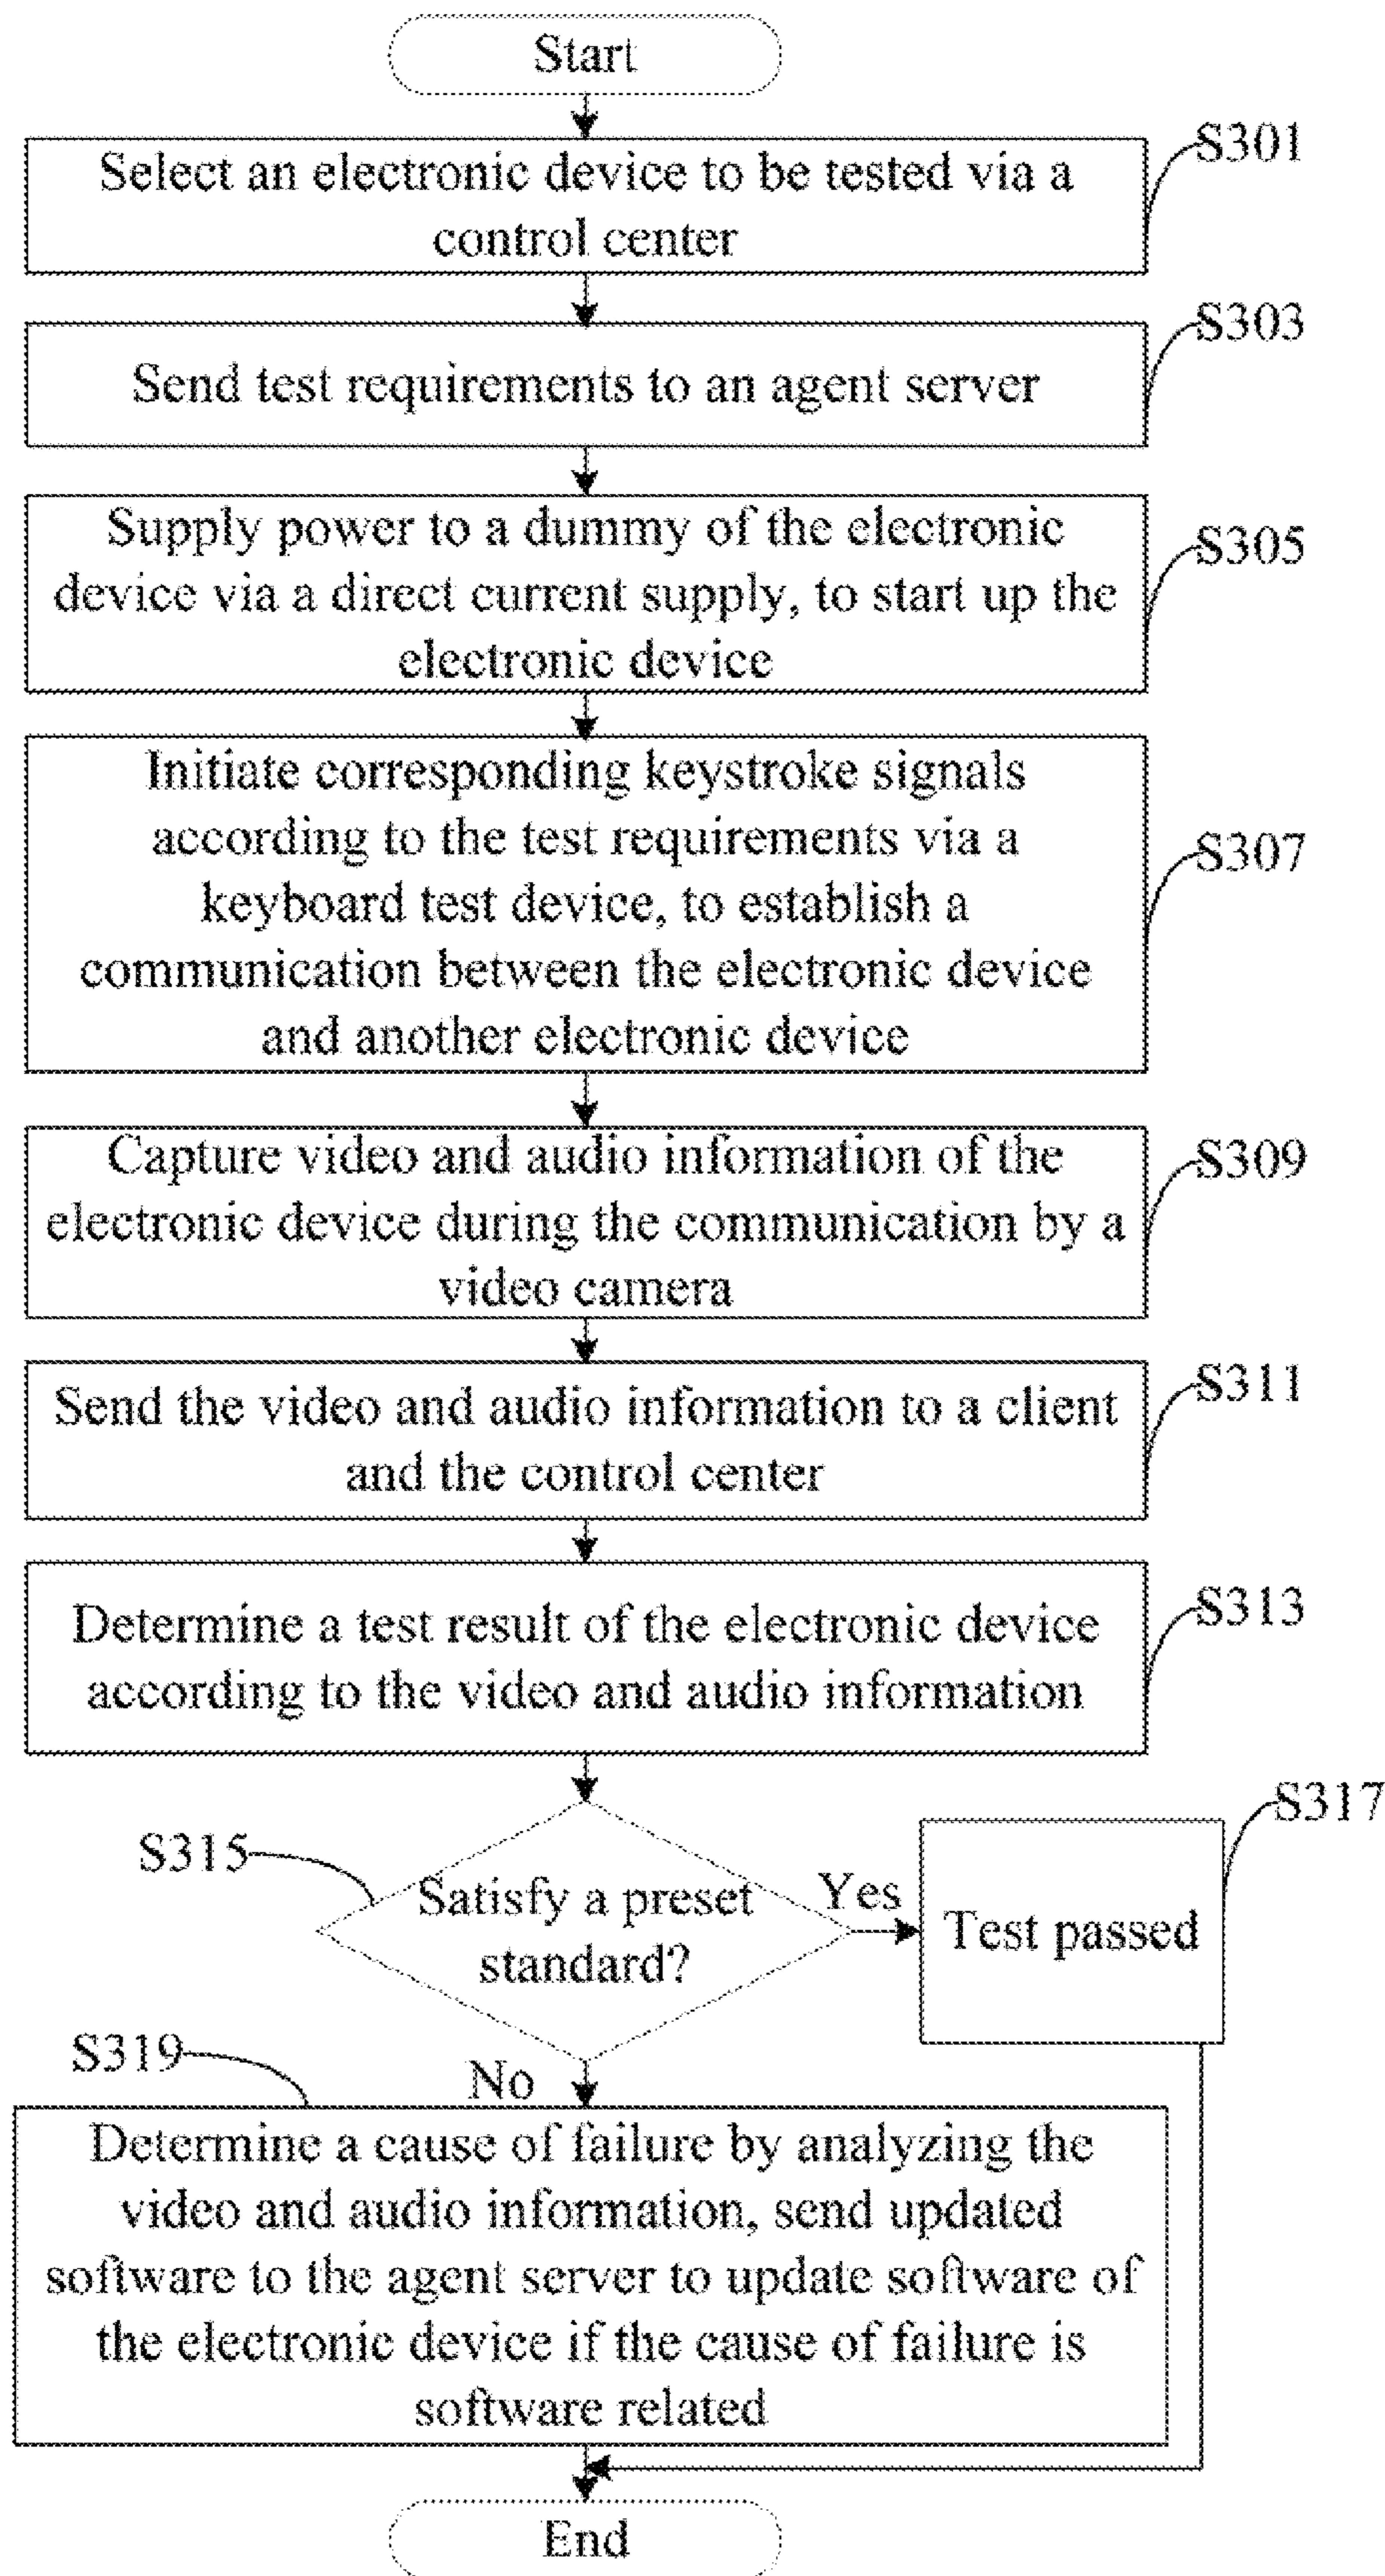 Start
S301
Select an electronic device to be tested via a
control center
S303
Send test requirements to an agent server
S305
Supply power to a dummy of the electronic
device via a direct current supply, to start up the
electronic device
S307
Initiate corresponding keystroke signals
according to the test requirements via a
keyboard test device, to establish a
communication between the electronic device
and another electronic device
S309
Capture video and audio information of the
electronic device during the communication by a
video camera
S311
Send the video and audio information to a client
and the control center
S313
Determine a test result of the electronic device
according to the video and audio information
S315
Satisfy a preset
standard?
Yes
S317
Test passed
No
S319
Determine a cause of failure by analyzing the
video and audio information, send updated
software to the agent server to update software of
the electronic device if the cause of failure is
software related
End